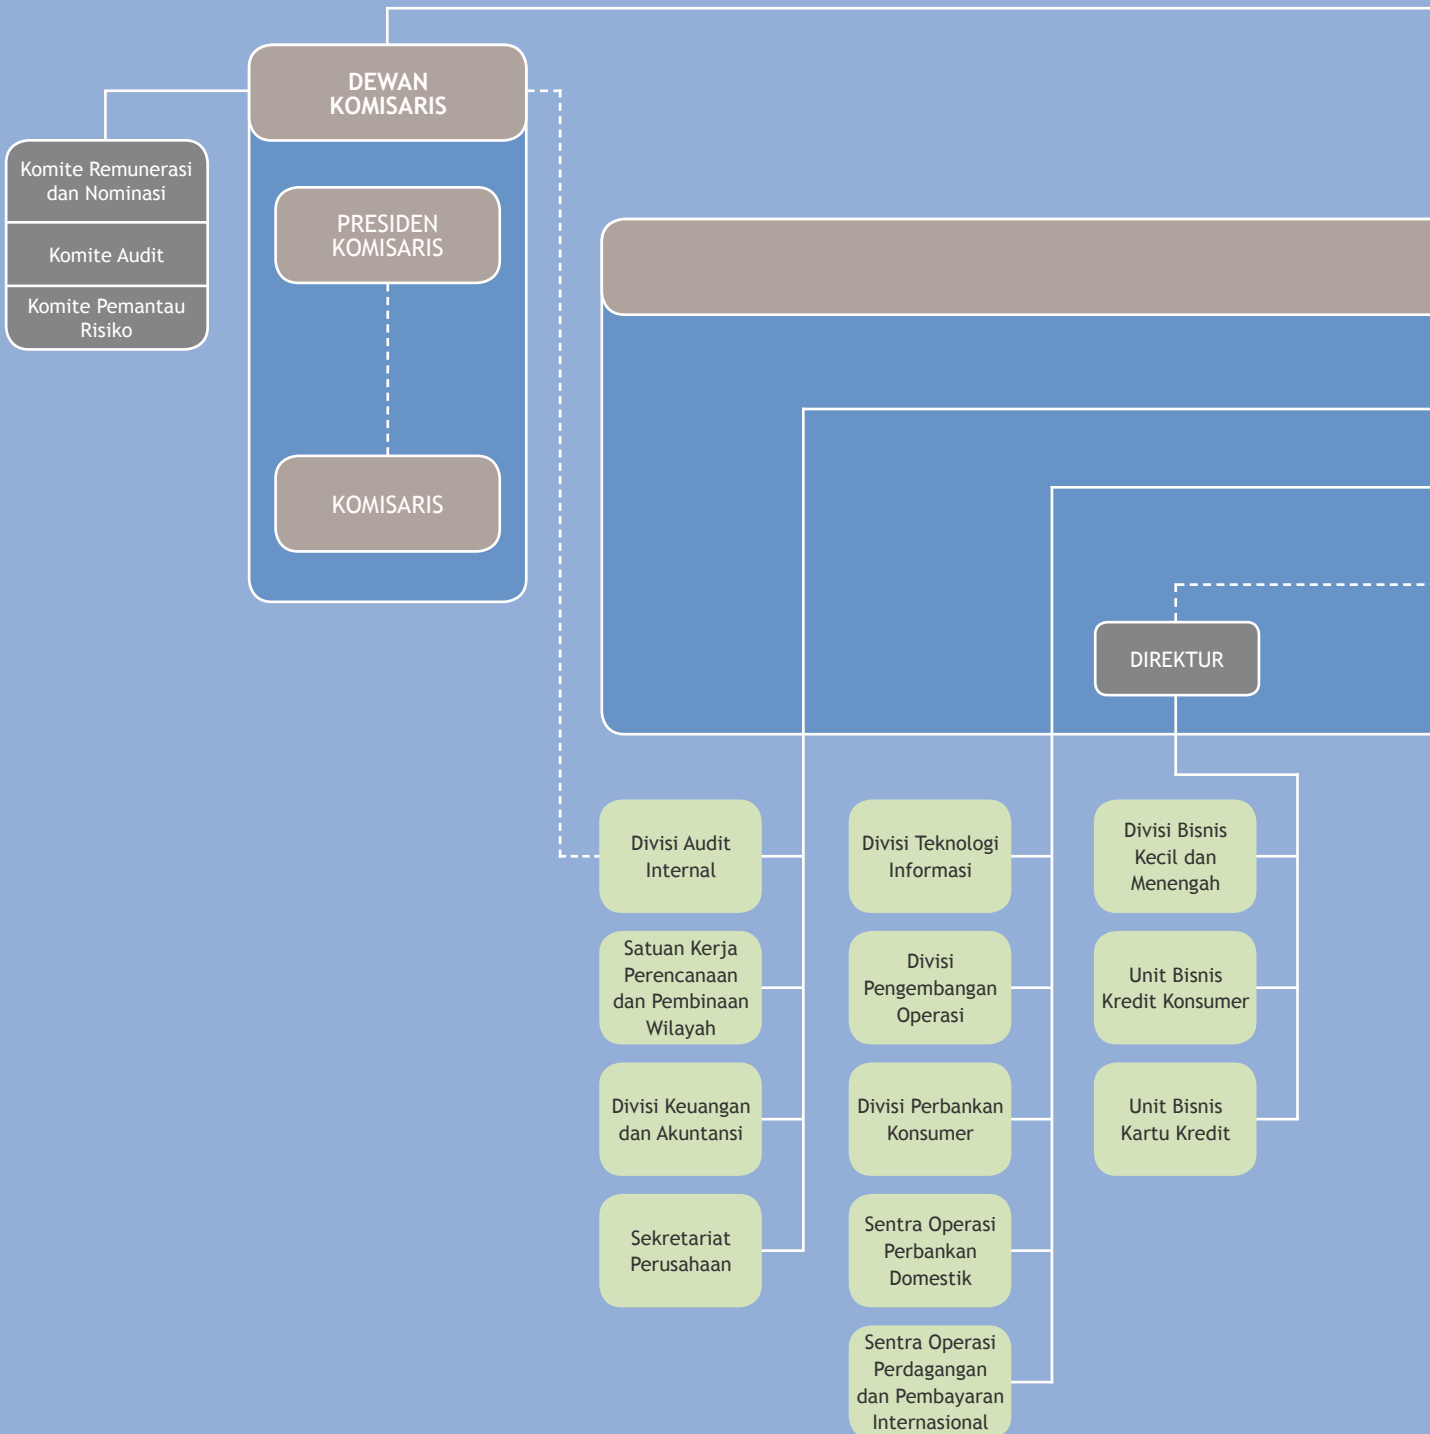 DEWAN
KOMISARIS
Komite Remunerasi
dan Nominasi
Komite Audit
Komite Pemantau
Risiko
PRESIDEN
KOMISARIS
KOMISARIS
DIREKTUR
Divisi Audit
Internal
Satuan Kerja
Perencanaan
dan Pembinaan
Wilayah
Divisi Keuangan
dan Akuntansi
Sekretariat
Perusahaan
Divisi Teknologi
Informasi
Divisi
Pengembangan
Operasi
Divisi Perbankan
Konsumer
Sentra Operasi
Perbankan
Domestik
Sentra Operasi
Perdagangan
dan Pembayaran
Internasional
Divisi Bisnis
Kecil dan
Menengah
Unit Bisnis
Kredit Konsumer
Unit Bisnis
Kartu Kredit